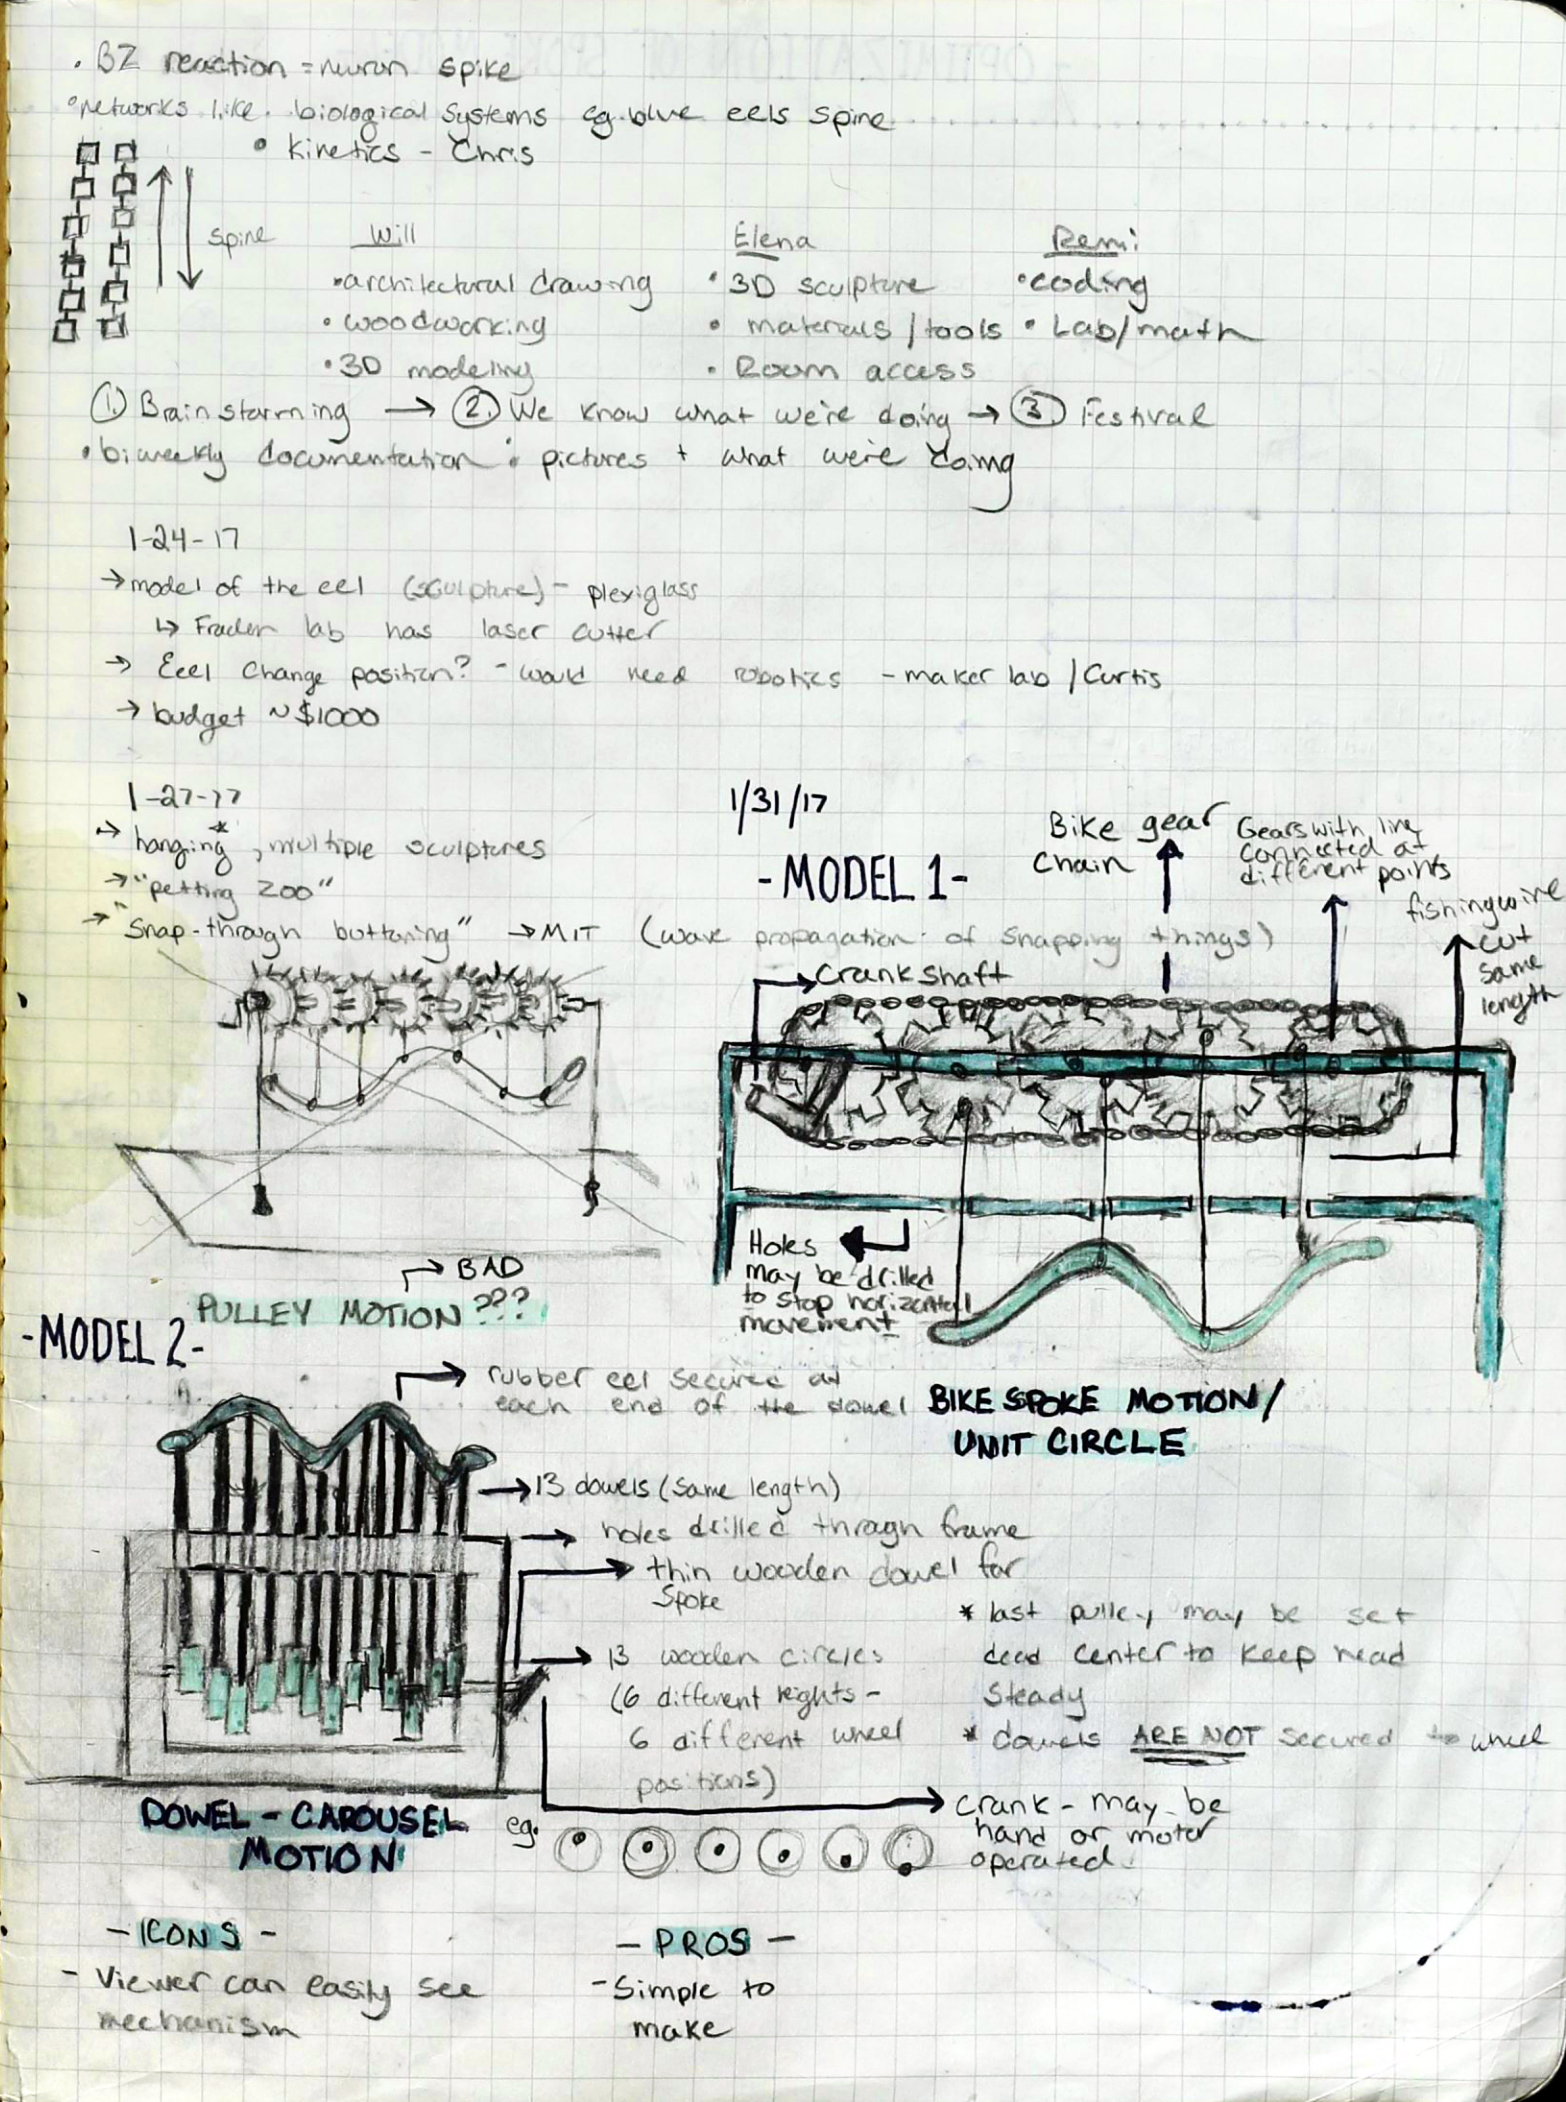 • BZ reaction = neuron spike
• networks like biological systems eg. blue eels spine
• kinetics - Chris
spine
Will
• architectural drawing
• woodworking
• 3D modeling
Elena
• 3D sculpture
• materials / tools
• Room access
Remi:
• coding
• Lab/math
① Brainstorming → ② We know what we're doing → ③ Festival
• biweekly documentation : pictures + what we're doing
1-24-17
→ model of the eel (sculpture) - plexiglass
↳ Fraden lab has laser cutter
→ Eeel change position? - would need robotics - maker lab / Curtis
→ budget ~ $1000
1-27-17
→ hanging*, multiple sculptures
→ "petting zoo"
→ "Snap-through buttoning" → MIT (wave propagation of snapping things)
→ BAD
PULLEY MOTION ???
1/31/17
- MODEL 1 -
Bike gear
chain
Gears with line
connected at
different points
fishing wire
cut
same
length
Crankshaft
Holes
may be drilled
to stop horizontal
movement
BIKE SPOKE MOTION /
UNIT CIRCLE
- MODEL 2 -
rubber eel secured at
each end of the dowel
→ 13 dowels (same length)
→ holes drilled through frame
→ thin wooden dowel for
spoke
→ 13 wooden circles
(6 different heights -
6 different wheel
positions)
* last pulley may be set
dead center to keep head
steady
* dowels ARE NOT secured to wheel
crank - may be
hand or motor
operated
eg.
DOWEL - CAROUSEL
MOTION
- ICONS -
- Viewer can easily see
mechanism
- PROS -
- Simple to
make